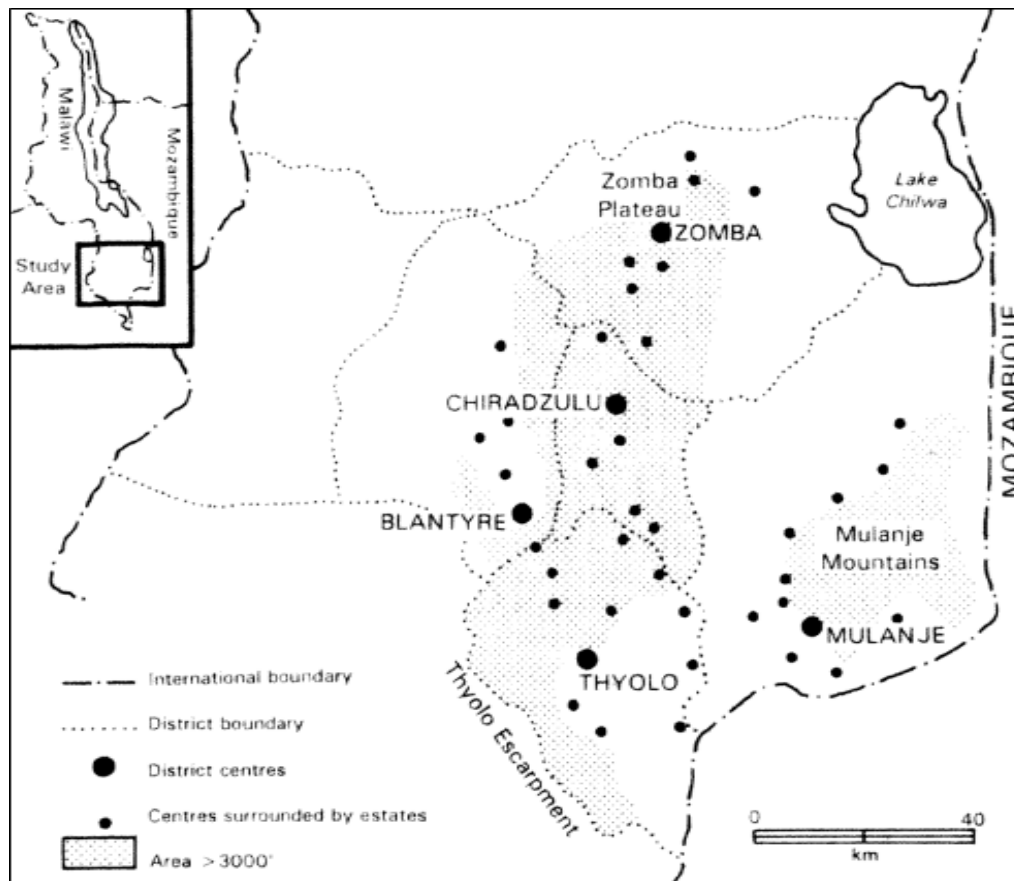 Malawi
Mozambique
Study
Area
Zomba
Plateau
ZOMBA
Lake
Chilwa
MOZAMBIQUE
CHIRADZULU
BLANTYRE
Mulanje
Mountains
MULANJE
THYOLO
Thyolo Escarpment
International boundary
District boundary
District centres
Centres surrounded by estates
Area >3000'
0 40
km